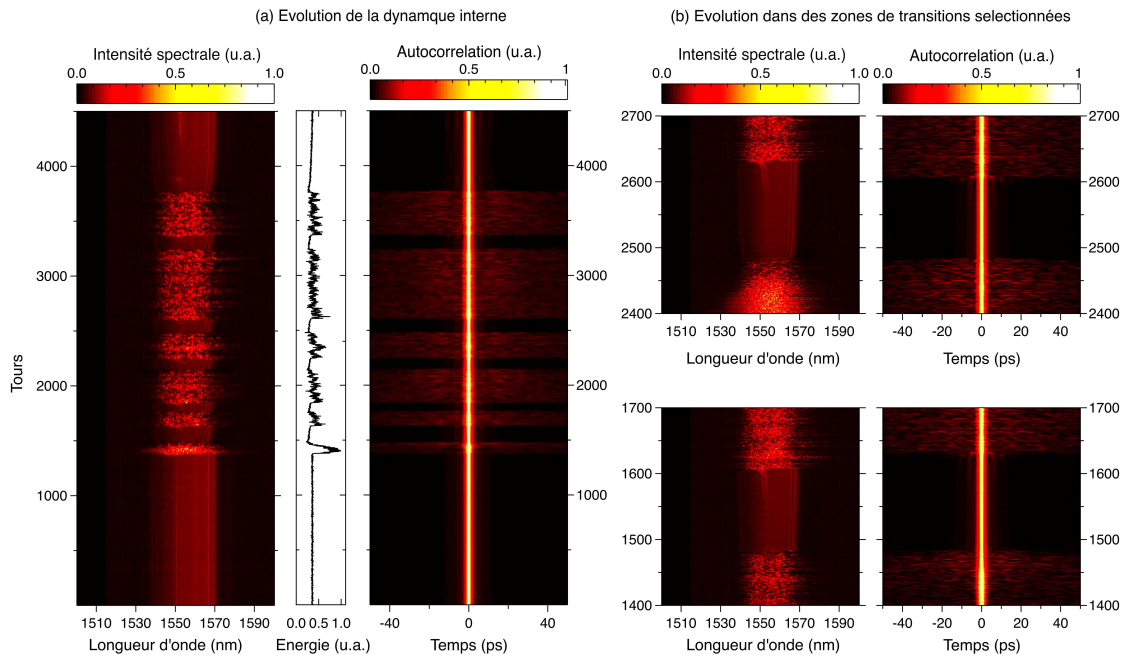 (a) Evolution de la dynamque interne
(b) Evolution dans des zones de transitions selectionnées
Intensité spectrale (u.a.)
0.0 0.5 1.0
Autocorrelation (u.a.)
0.0 0.5 1
Intensité spectrale (u.a.)
0.0 0.5 1.0
Autocorrelation (u.a.)
0.0 0.5 1
Tours
4000
3000
2000
1000
4000
3000
2000
1000
1510 1530 1550 1570 1590
Longueur d'onde (nm)
0.0 0.5 1.0
Energie (u.a.)
-40 0 40
Temps (ps)
2700
2600
2500
2400
2700
2600
2500
2400
1510 1530 1550 1570 1590
Longueur d'onde (nm)
-40 -20 0 20 40
Temps (ps)
1700
1600
1500
1400
1700
1600
1500
1400
1510 1530 1550 1570 1590
Longueur d'onde (nm)
-40 -20 0 20 40
Temps (ps)